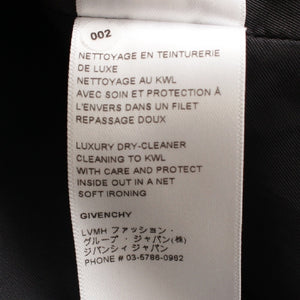 002
NETTOYAGE EN TEINTURERIE
DE LUXE
NETTOYAGE AU KWL
AVEC SOIN ET PROTECTION À
L'ENVERS DANS UN FILET
REPASSAGE DOUX
LUXURY DRY-CLEANER
CLEANING TO KWL
WITH CARE AND PROTECT
INSIDE OUT IN A NET
SOFT IRONING
GIVENCHY
LVMH ファッション・
グループ・ジャパン(株)
ジバンシィ ジャパン
PHONE # 03-5786-0962